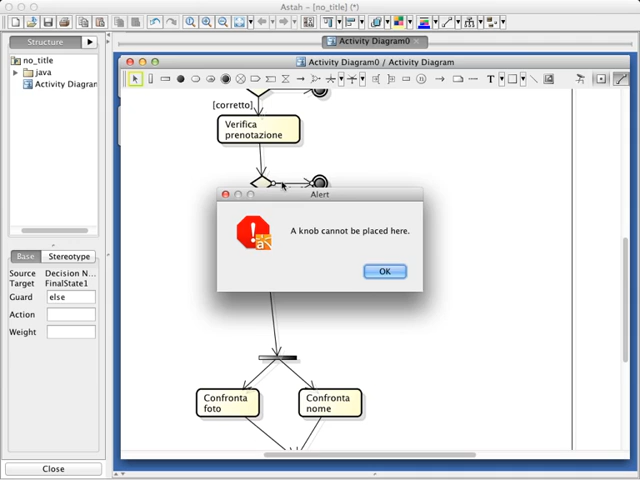 Astah - [no_title] (*)
Structure
no_title
java
Activity Diagran
Base
Stereotype
Source
Decision N...
Target
FinalState1
Guard
else
Action
Weight
Close
Activity Diagram0
Activity Diagram0 / Activity Diagram
T
[corretto]
Verifica
prenotazione
Alert
A knob cannot be placed here.
OK
Confronta
foto
Confronta
nome